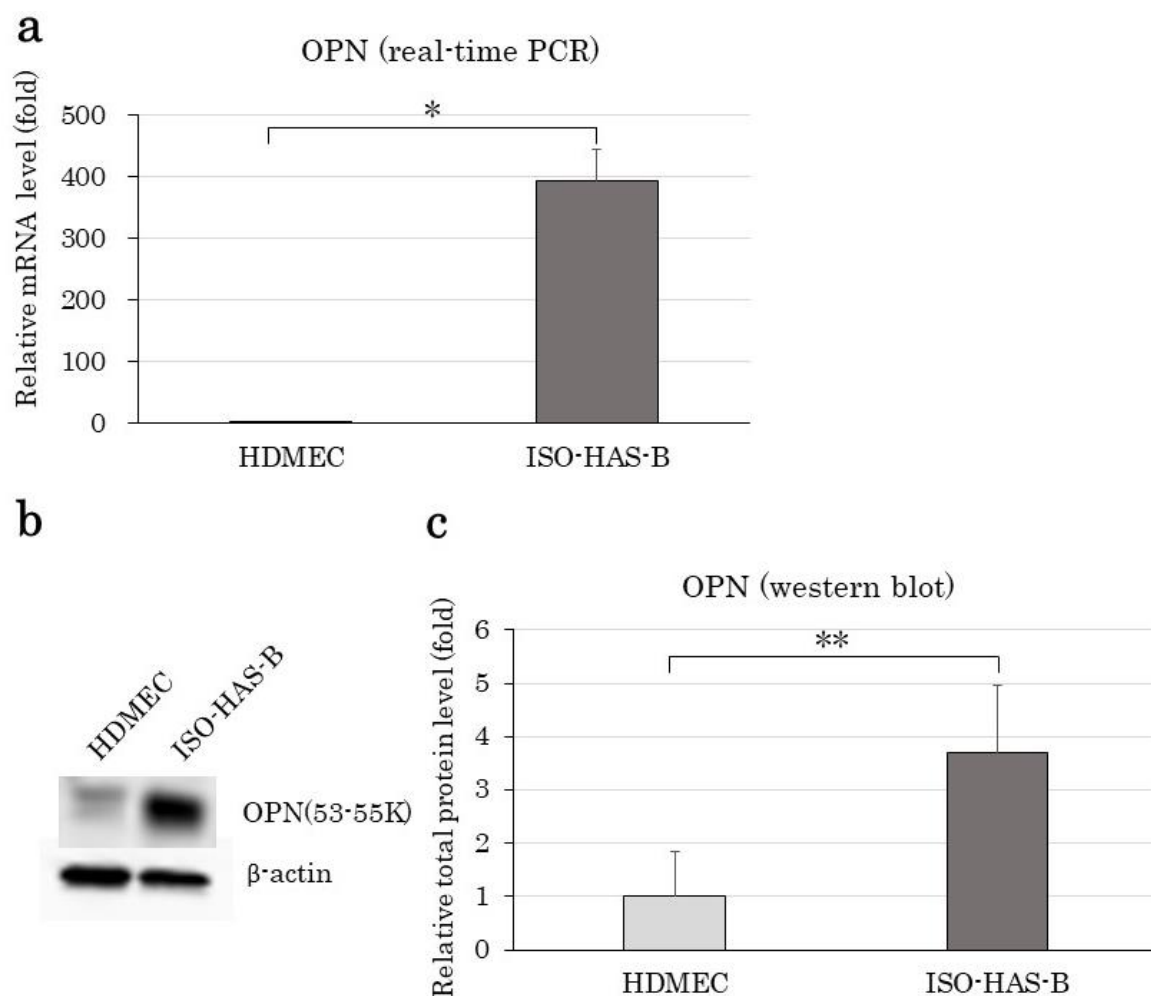 a
OPN (real-time PCR)
Relative mRNA level (fold)
500
400
300
200
100
0
*
HDMEC
ISO-HAS-B
b
HDMEC
ISO-HAS-B
OPN(53-55K)
β-actin
c
OPN (western blot)
Relative total protein level (fold)
6
5
4
3
2
1
0
**
HDMEC
ISO-HAS-B